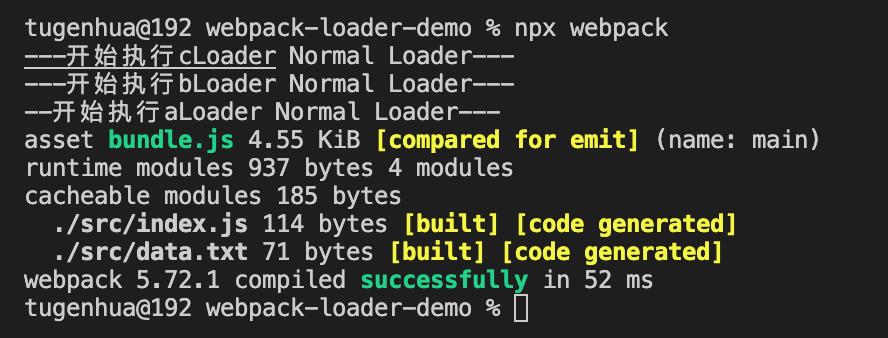 tugenhua@192 webpack-loader-demo % npx webpack
---开始执行cLoader Normal Loader---
---开始执行bLoader Normal Loader---
--开始执行aLoader Normal Loader---
asset bundle.js 4.55 KiB [compared for emit] (name: main)
runtime modules 937 bytes 4 modules
cacheable modules 185 bytes
  ./src/index.js 114 bytes [built] [code generated]
  ./src/data.txt 71 bytes [built] [code generated]
webpack 5.72.1 compiled successfully in 52 ms
tugenhua@192 webpack-loader-demo %